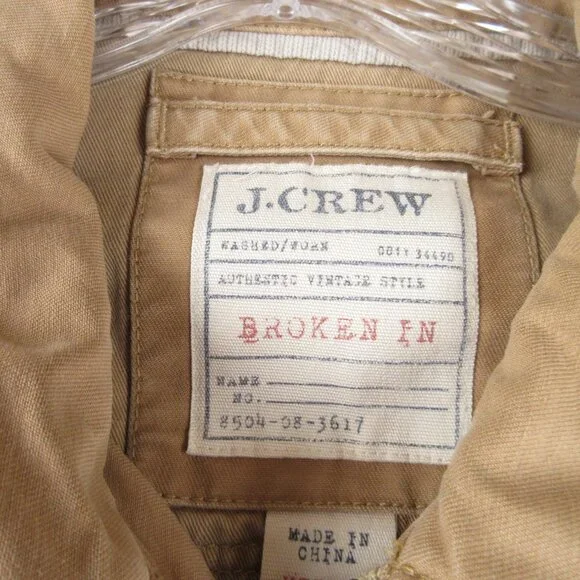 J.CREW
WASHED/WORN 0811 34490
AUTHENTIC VINTAGE STYLE
BROKEN IN
NAME
NO.
8504-08-3617
MADE IN
CHINA